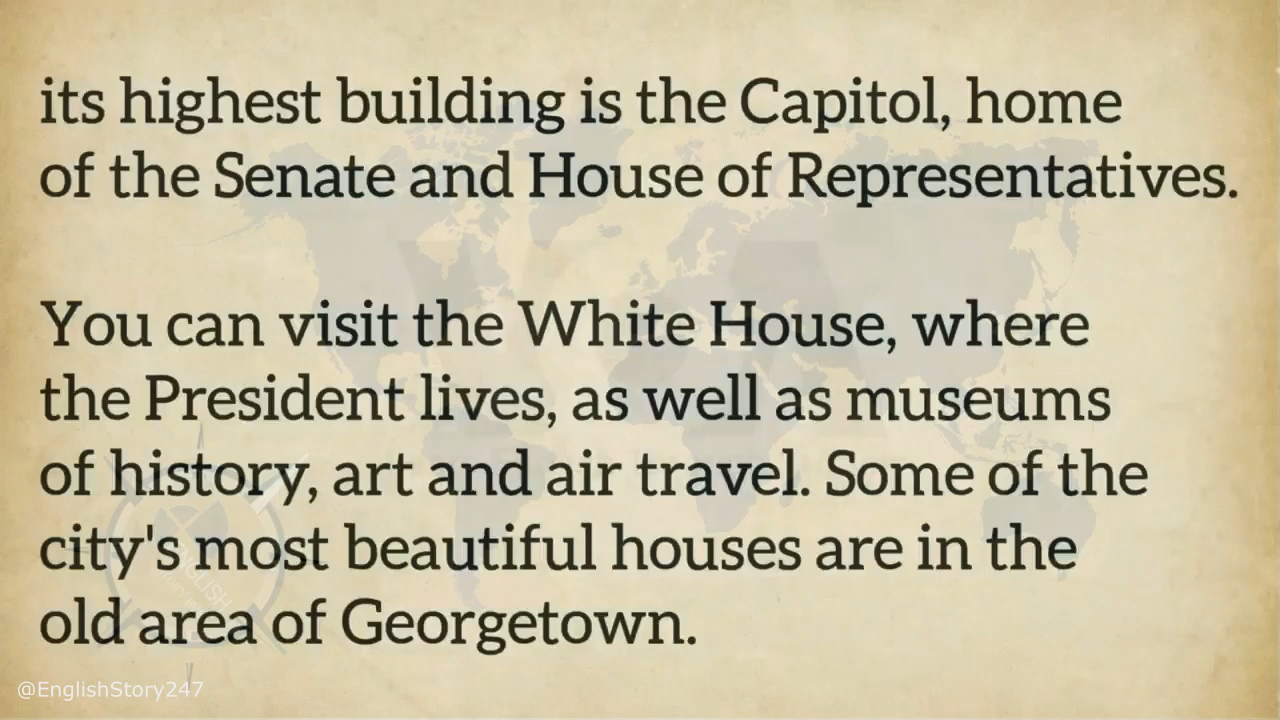 its highest building is the Capitol, home
of the Senate and House of Representatives.
You can visit the White House, where
the President lives, as well as museums
of history, art and air travel. Some of the
city's most beautiful houses are in the
old area of Georgetown.
@EnglishStory247